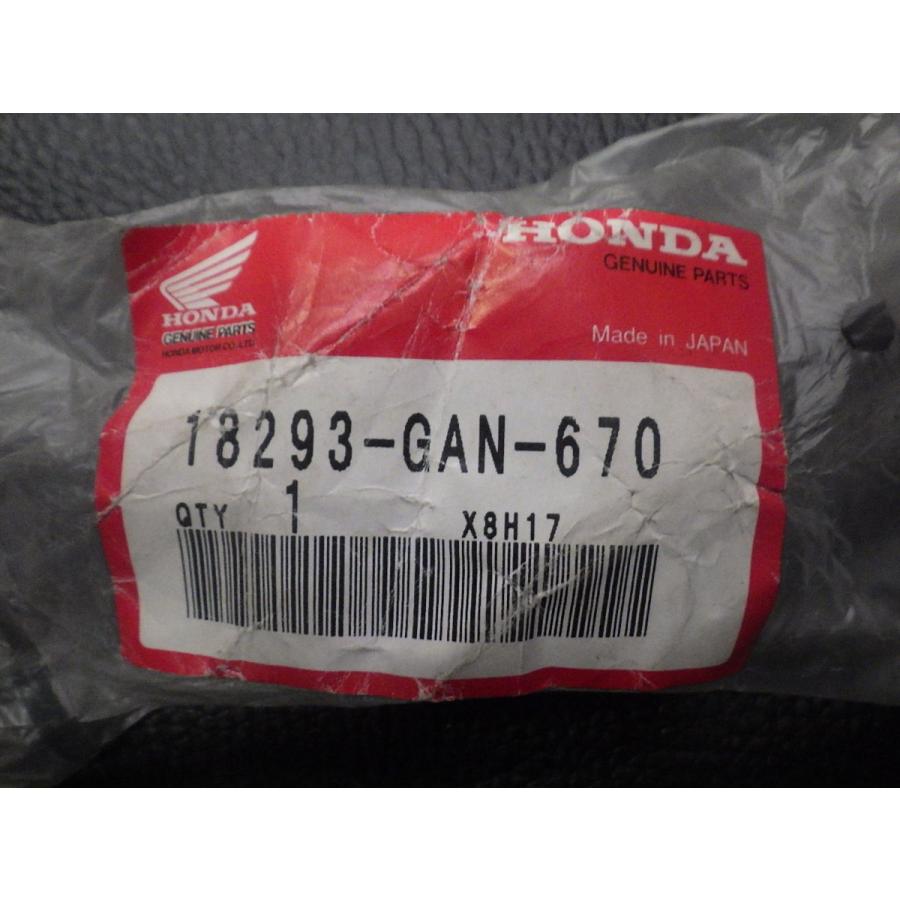 HONDA
GENUINE PARTS
Made in JAPAN
HONDA
GENUINE PARTS
HONDA MOTOR CO.,LTD.
18293-GAN-670
QTY 1 X8H17